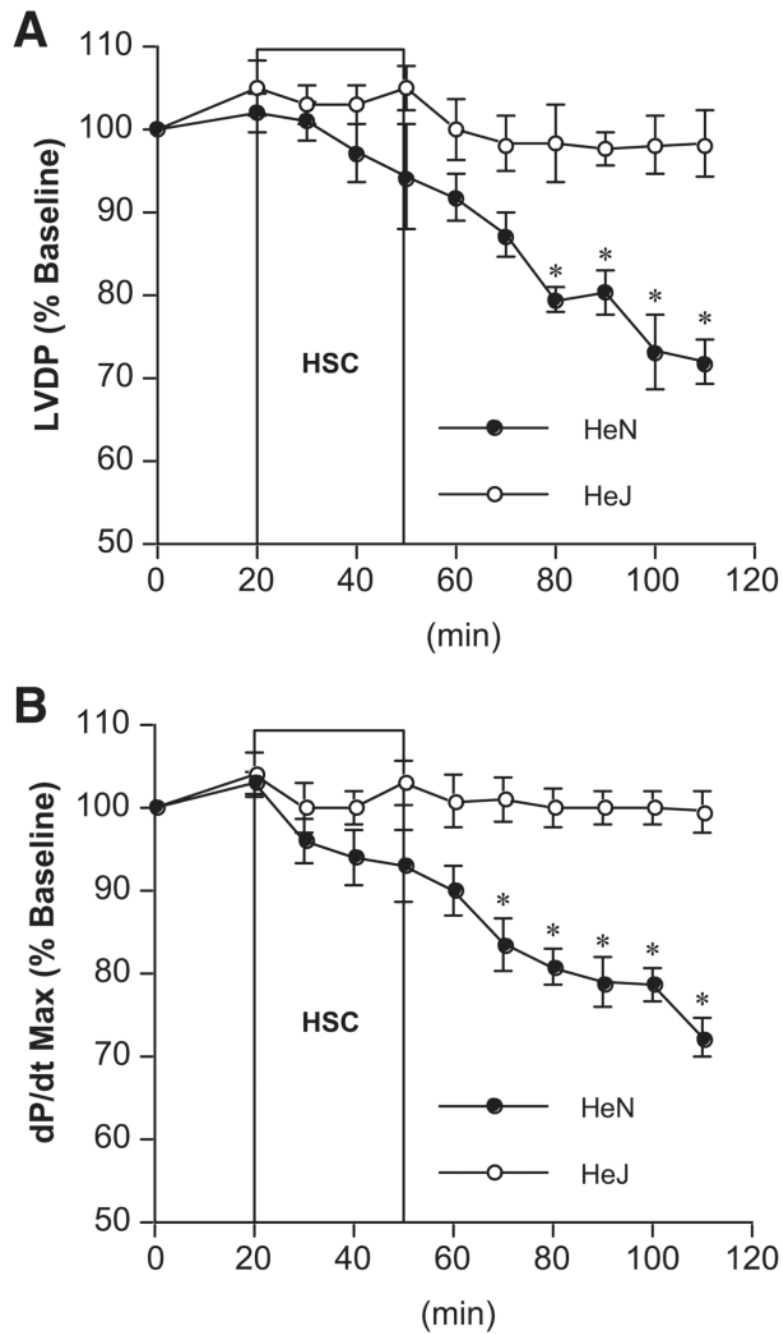 A
110
100
90
80
70
60
50
LVDP (% Baseline)
HSC
* * * *
HeN
HeJ
0 20 40 60 80 100 120
(min)
B
110
100
90
80
70
60
50
dP/dt Max (% Baseline)
HSC
* * * * *
HeN
HeJ
0 20 40 60 80 100 120
(min)